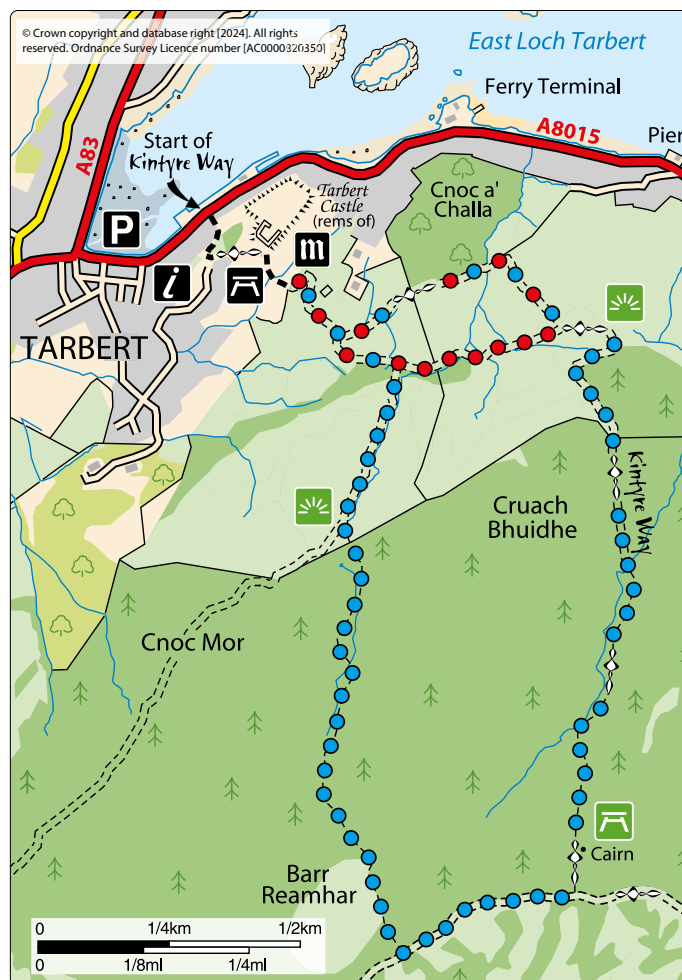 © Crown copyright and database right [2024]. All rights
reserved. Ordnance Survey Licence number [AC0000820350]
East Loch Tarbert
Ferry Terminal
A8015
Pier
A83
Start of
Kintyre Way
Tarbert
Castle
(rems of)
Cnoc a'
Challa
P
m
i
TARBERT
Kintyre Way
Cruach
Bhuidhe
Cnoc Mor
Cairn
Barr
Reamhar
0 1/4km 1/2km
0 1/8ml 1/4ml